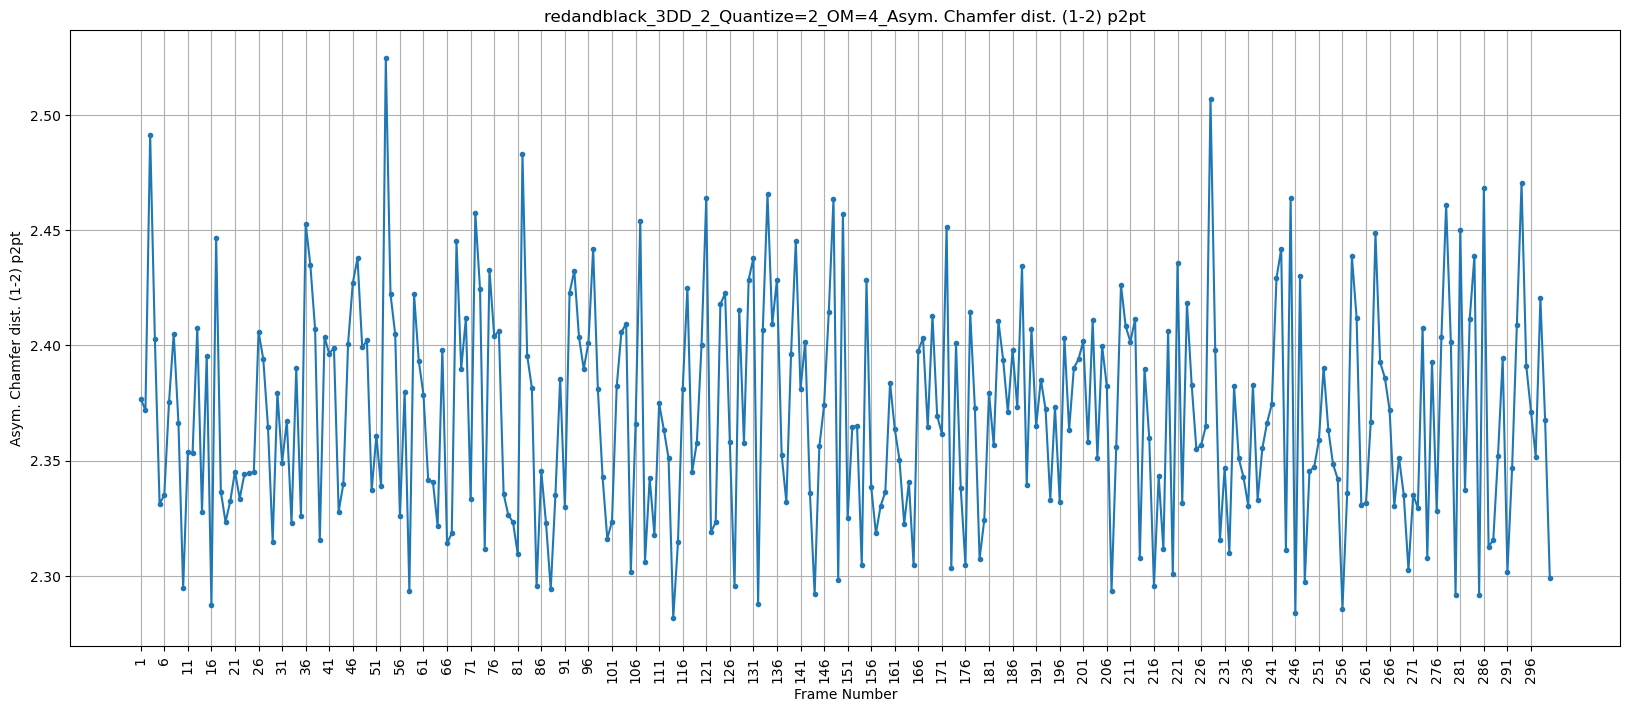 redandblack_3DD_2_Quantize=2_OM=4_Asym. Chamfer dist. (1-2) p2pt
Asym. Chamfer dist. (1-2) p2pt
2.50
2.45
2.40
2.35
2.30
1 6 11 16 21 26 31 36 41 46 51 56 61 66 71 76 81 86 91 96 101 106 111 116 121 126 131 136 141 146 151 156 161 166 171 176 181 186 191 196 201 206 211 216 221 226 231 236 241 246 251 256 261 266 271 276 281 286 291 296
Frame Number